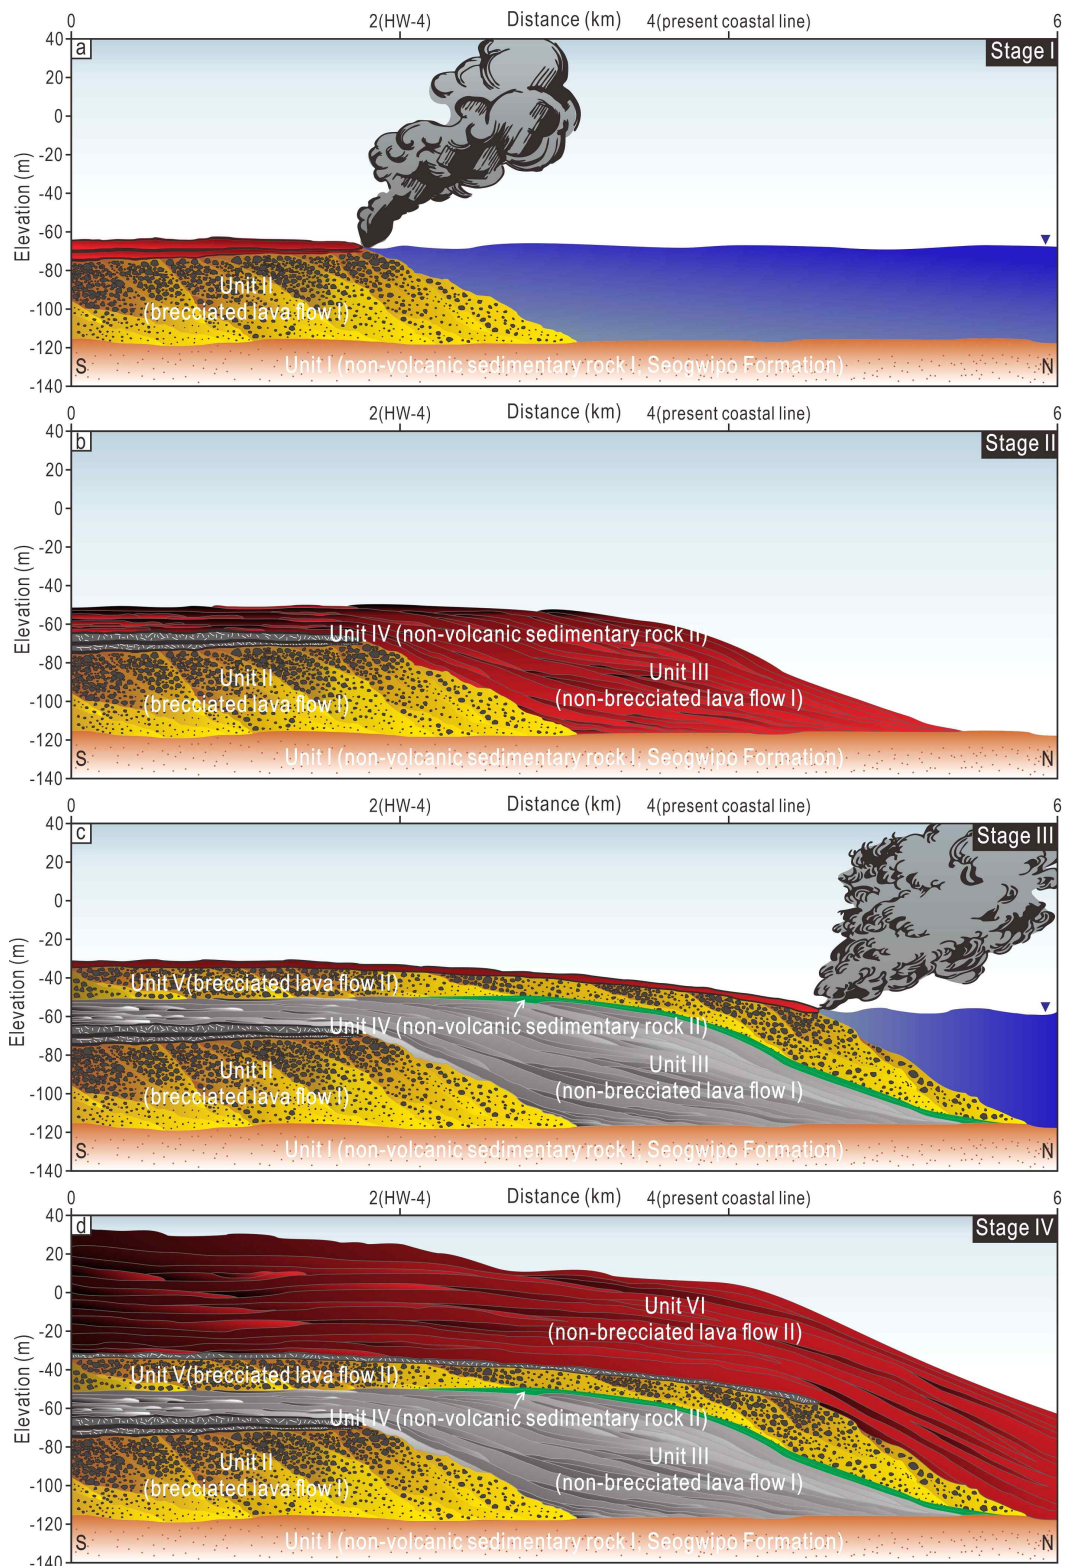 0 2(HW-4) Distance (km) 4(present coastal line) 6
a Stage I
Elevation (m)
40
20
0
-20
-40
-60
-80
-100
-120
-140
Unit II
(brecciated lava flow I)
Unit I (non-volcanic sedimentary rock I; Seogwipo Formation)
S N
0 2(HW-4) Distance (km) 4(present coastal line) 6
b Stage II
Elevation (m)
40
20
0
-20
-40
-60
-80
-100
-120
-140
Unit IV (non-volcanic sedimentary rock II)
Unit II
(brecciated lava flow I)
Unit III
(non-brecciated lava flow I)
Unit I (non-volcanic sedimentary rock I; Seogwipo Formation)
S N
0 2(HW-4) Distance (km) 4(present coastal line) 6
c Stage III
Elevation (m)
40
20
0
-20
-40
-60
-80
-100
-120
-140
Unit V(brecciated lava flow II)
Unit IV (non-volcanic sedimentary rock II)
Unit II
(brecciated lava flow I)
Unit III
(non-brecciated lava flow I)
Unit I (non-volcanic sedimentary rock I; Seogwipo Formation)
S N
0 2(HW-4) Distance (km) 4(present coastal line) 6
d Stage IV
Elevation (m)
40
20
0
-20
-40
-60
-80
-100
-120
-140
Unit VI
(non-brecciated lava flow II)
Unit V(brecciated lava flow II)
Unit IV (non-volcanic sedimentary rock II)
Unit II
(brecciated lava flow I)
Unit III
(non-brecciated lava flow I)
Unit I (non-volcanic sedimentary rock I; Seogwipo Formation)
S N